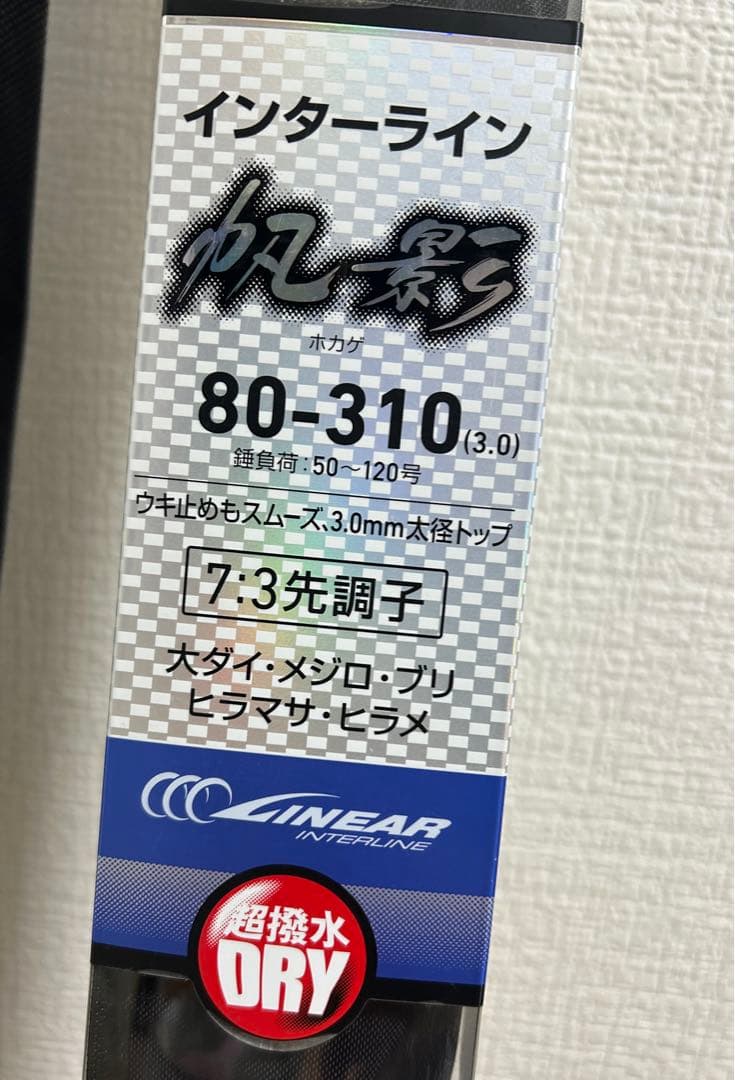 インターライン
帆影
ホカゲ
80-310(3.0)
錘負荷:50〜120号
ウキ止めもスムーズ、3.0mm太径トップ
7:3先調子
大ダイ・メジロ・ブリ
ヒラマサ・ヒラメ
LINEAR
INTERLINE
超撥水
DRY